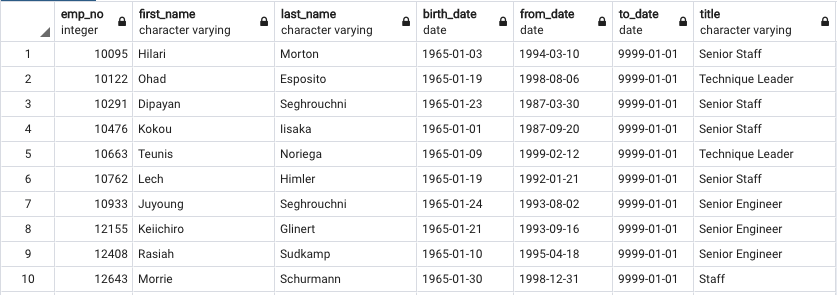 emp_no first_name last_name birth_date from_date to_date title
integer character varying character varying date date date character varying
1 10095 Hilari Morton 1965-01-03 1994-03-10 9999-01-01 Senior Staff
2 10122 Ohad Esposito 1965-01-19 1998-08-06 9999-01-01 Technique Leader
3 10291 Dipayan Seghrouchni 1965-01-23 1987-03-30 9999-01-01 Senior Staff
4 10476 Kokou Iisaka 1965-01-01 1987-09-20 9999-01-01 Senior Staff
5 10663 Teunis Noriega 1965-01-09 1999-02-12 9999-01-01 Technique Leader
6 10762 Lech Himler 1965-01-19 1992-01-21 9999-01-01 Senior Staff
7 10933 Juyoung Seghrouchni 1965-01-24 1993-08-02 9999-01-01 Senior Engineer
8 12155 Keiichiro Glinert 1965-01-21 1993-09-16 9999-01-01 Senior Engineer
9 12408 Rasiah Sudkamp 1965-01-10 1995-04-18 9999-01-01 Senior Engineer
10 12643 Morrie Schurmann 1965-01-30 1998-12-31 9999-01-01 Staff